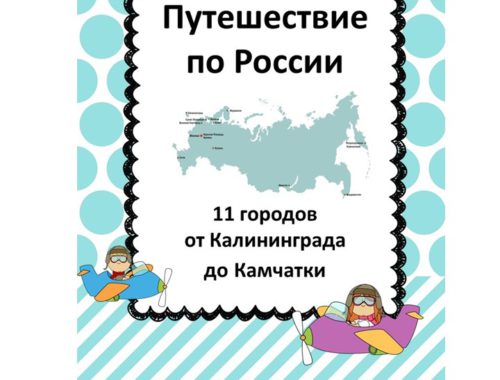 Путешествие
по России
11 городов
от Калининграда
до Камчатки